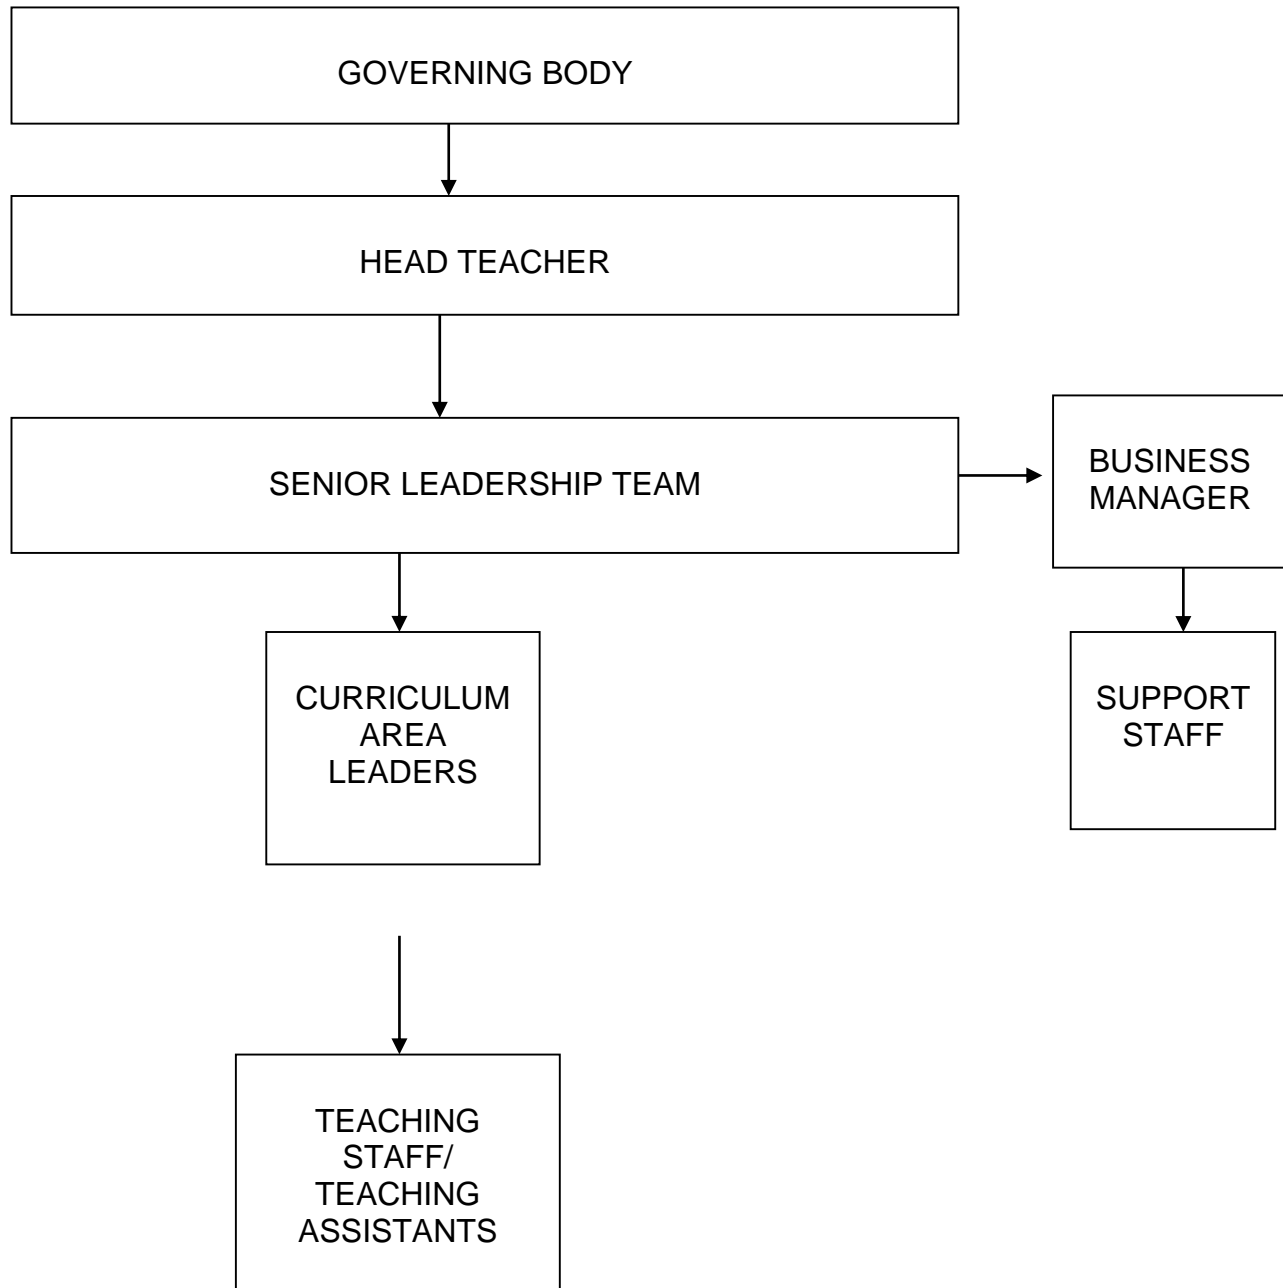 GOVERNING BODY
HEAD TEACHER
SENIOR LEADERSHIP TEAM
BUSINESS
MANAGER
CURRICULUM
AREA
LEADERS
SUPPORT
STAFF
TEACHING
STAFF/
TEACHING
ASSISTANTS